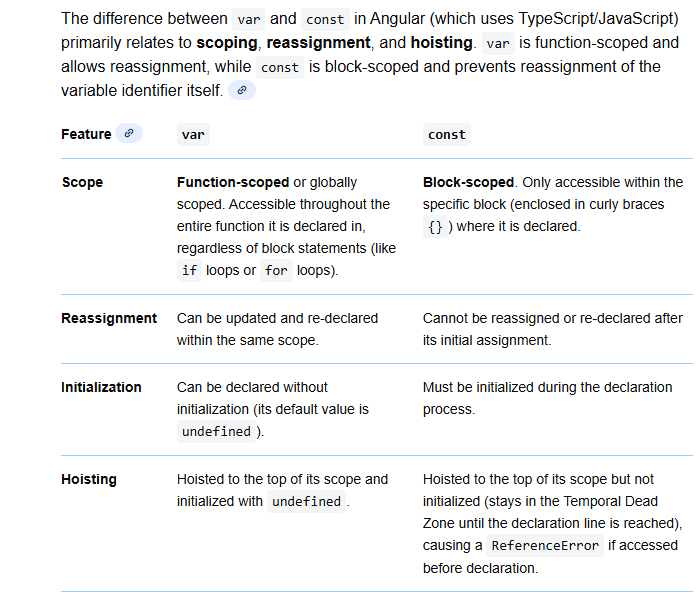 The difference between var and const in Angular (which uses TypeScript/JavaScript)
primarily relates to scoping, reassignment, and hoisting. var is function-scoped and
allows reassignment, while const is block-scoped and prevents reassignment of the
variable identifier itself.
Feature var const
Scope
Function-scoped or globally
scoped. Accessible throughout the
entire function it is declared in,
regardless of block statements (like
if loops or for loops).
Block-scoped. Only accessible within the
specific block (enclosed in curly braces
{} ) where it is declared.
Reassignment
Can be updated and re-declared
within the same scope.
Cannot be reassigned or re-declared after
its initial assignment.
Initialization
Can be declared without
initialization (its default value is
undefined ).
Must be initialized during the declaration
process.
Hoisting
Hoisted to the top of its scope and
initialized with undefined .
Hoisted to the top of its scope but not
initialized (stays in the Temporal Dead
Zone until the declaration line is reached),
causing a ReferenceError if accessed
before declaration.